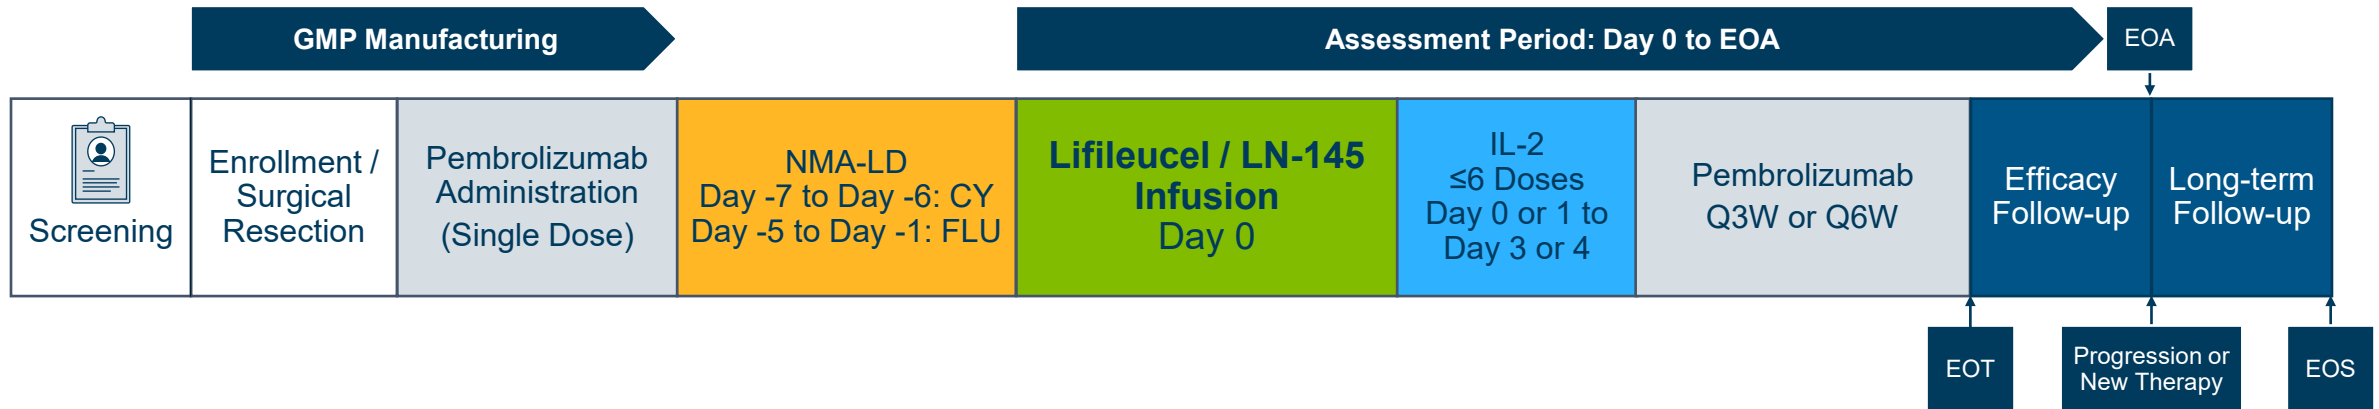 GMP Manufacturing
Assessment Period: Day 0 to EOA
EOA
Screening
Enrollment /
Surgical
Resection
Pembrolizumab
Administration
(Single Dose)
NMA-LD
Day -7 to Day -6: CY
Day -5 to Day -1: FLU
Lifileucel / LN-145
Infusion
Day 0
IL-2
≤6 Doses
Day 0 or 1 to
Day 3 or 4
Pembrolizumab
Q3W or Q6W
Efficacy
Follow-up
Long-term
Follow-up
EOT
Progression or
New Therapy
EOS